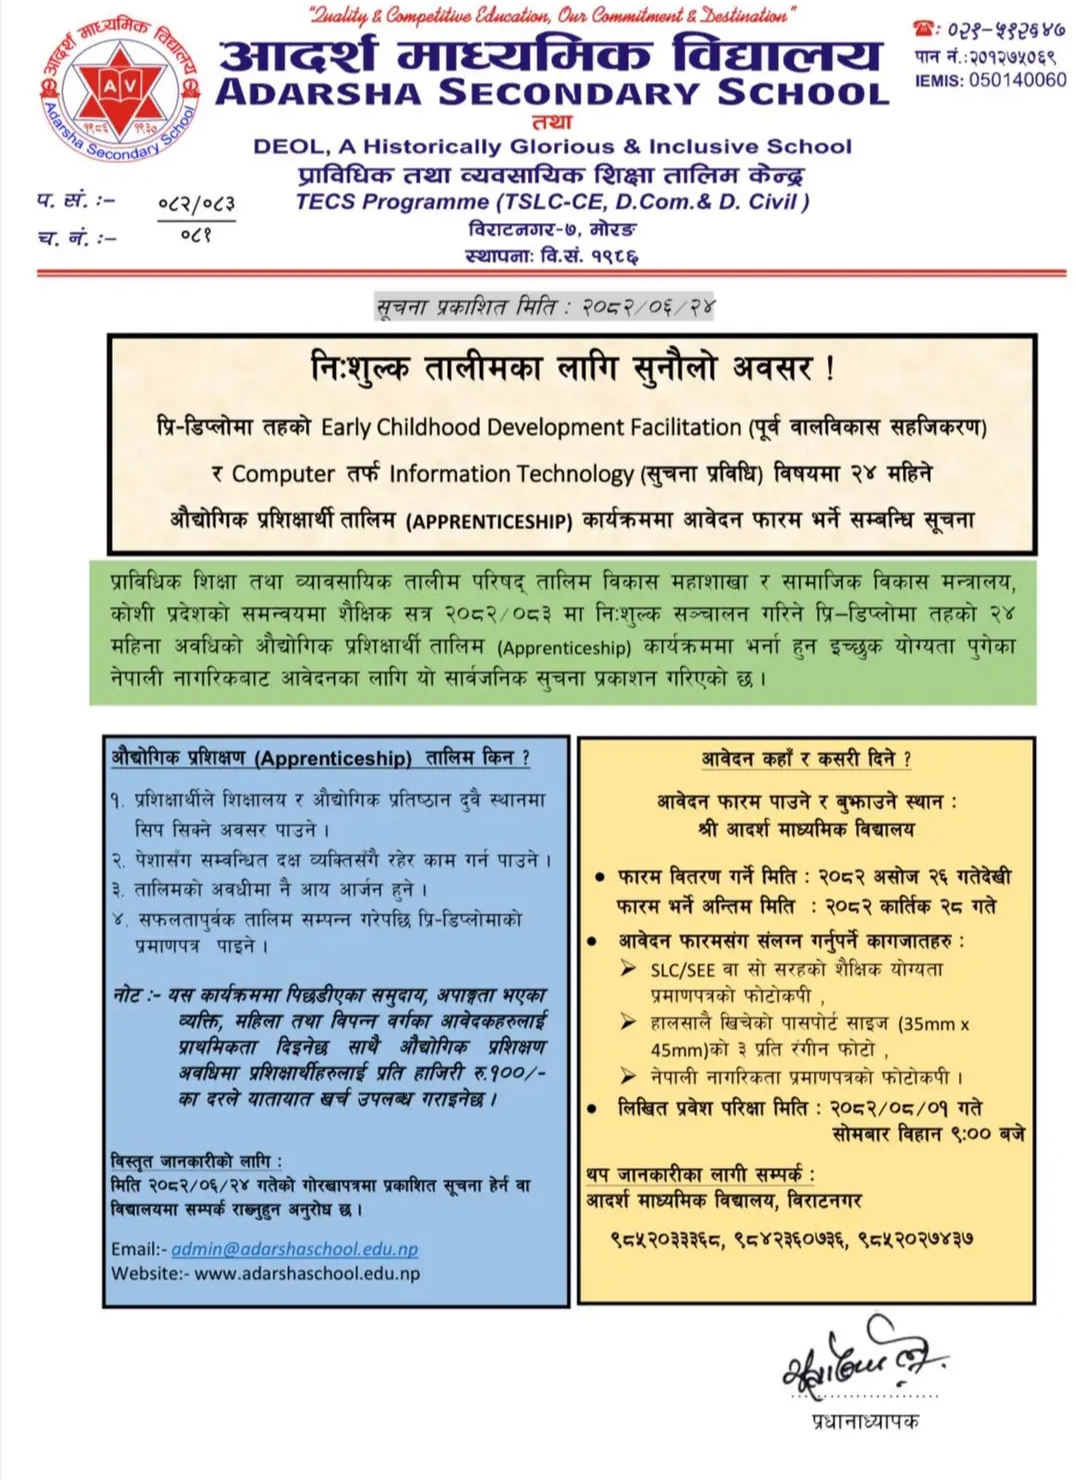 "Quality & Competitive Education, Our Commitment & Destination"
आदर्श माध्यमिक विद्यालय
☎: ०२१-५१२६४७
पान नं.:२०१२७५०६९
IEMIS: 050140060
ADARSHA SECONDARY SCHOOL
तथा
DEOL, A Historically Glorious & Inclusive School
प्राविधिक तथा व्यवसायिक शिक्षा तालिम केन्द्र
TECS Programme (TSLC-CE, D.Com.& D. Civil )
विराटनगर-७, मोरङ
स्थापनाः वि.सं. १९८६
आदर्श माध्यमिक विद्यालय
AV
१९८६ १९३०
Adarsha Secondary School
प. सं. :- ०८२/०८३
च. नं. :- ०८१
सूचना प्रकाशित मिति : २०८२/०६/२४
नि:शुल्क तालीमका लागि सुनौलो अवसर !
प्रि-डिप्लोमा तहको Early Childhood Development Facilitation (पूर्व वालविकास सहजिकरण)
र Computer तर्फ Information Technology (सुचना प्रविधि) विषयमा २४ महिने
औद्योगिक प्रशिक्षार्थी तालिम (APPRENTICESHIP) कार्यक्रममा आवेदन फारम भर्ने सम्बन्धि सूचना
प्राविधिक शिक्षा तथा व्यावसायिक तालीम परिषद् तालिम विकास महाशाखा र सामाजिक विकास मन्त्रालय,
कोशी प्रदेशको समन्वयमा शैक्षिक सत्र २०८२/०८३ मा नि:शुल्क सञ्चालन गरिने प्रि–डिप्लोमा तहको २४
महिना अवधिको औद्योगिक प्रशिक्षार्थी तालिम (Apprenticeship) कार्यक्रममा भर्ना हुन इच्छुक योग्यता पुगेका
नेपाली नागरिकबाट आवेदनका लागि यो सार्वजनिक सुचना प्रकाशन गरिएको छ ।
औद्योगिक प्रशिक्षण (Apprenticeship) तालिम किन ?
१. प्रशिक्षार्थीले शिक्षालय र औद्योगिक प्रतिष्ठान दुवै स्थानमा
सिप सिक्ने अवसर पाउने ।
२. पेशासँग सम्बन्धित दक्ष व्यक्तिसँगै रहेर काम गर्न पाउने ।
३. तालिमको अवधीमा नै आय आर्जन हुने ।
४. सफलतापुर्वक तालिम सम्पन्न गरेपछि प्रि-डिप्लोमाको
प्रमाणपत्र पाइने ।
नोट :- यस कार्यक्रममा पिछडीएका समुदाय, अपाङ्गता भएका
व्यक्ति, महिला तथा विपन्न वर्गका आवेदकहरुलाई
प्राथमिकता दिइनेछ साथै औद्योगिक प्रशिक्षण
अवधिमा प्रशिक्षार्थीहरुलाई प्रति हाजिरी रु.१००/-
का दरले यातायात खर्च उपलब्ध गराइनेछ ।
विस्तृत जानकारीको लागि :
मिति २०८२/०६/२४ गतेको गोरखापत्रमा प्रकाशित सूचना हेर्न वा
विद्यालयमा सम्पर्क राख्नुहुन अनुरोध छ ।
Email:- admin@adarshaschool.edu.np
Website:- www.adarshaschool.edu.np
आवेदन कहाँ र कसरी दिने ?
आवेदन फारम पाउने र बुझाउने स्थान :
श्री आदर्श माध्यमिक विद्यालय
• फारम वितरण गर्ने मिति : २०८२ असोज २६ गतेदेखी
फारम भर्ने अन्तिम मिति : २०८२ कार्तिक २८ गते
• आवेदन फारमसंग संलग्न गर्नुपर्ने कागजातहरु :
➢ SLC/SEE वा सो सरहको शैक्षिक योग्यता
प्रमाणपत्रको फोटोकपी ,
➢ हालसालै खिचेको पासपोर्ट साइज (35mm x
45mm)को ३ प्रति रंगीन फोटो ,
➢ नेपाली नागरिकता प्रमाणपत्रको फोटोकपी ।
• लिखित प्रवेश परिक्षा मिति : २०८२/०८/०१ गते
सोमबार विहान ९:०० बजे
थप जानकारीका लागी सम्पर्क :
आदर्श माध्यमिक विद्यालय, विराटनगर
९८५२०३३३६८, ९८४२३६०७३६, ९८५२०२७४३७
प्रधानाध्यापक